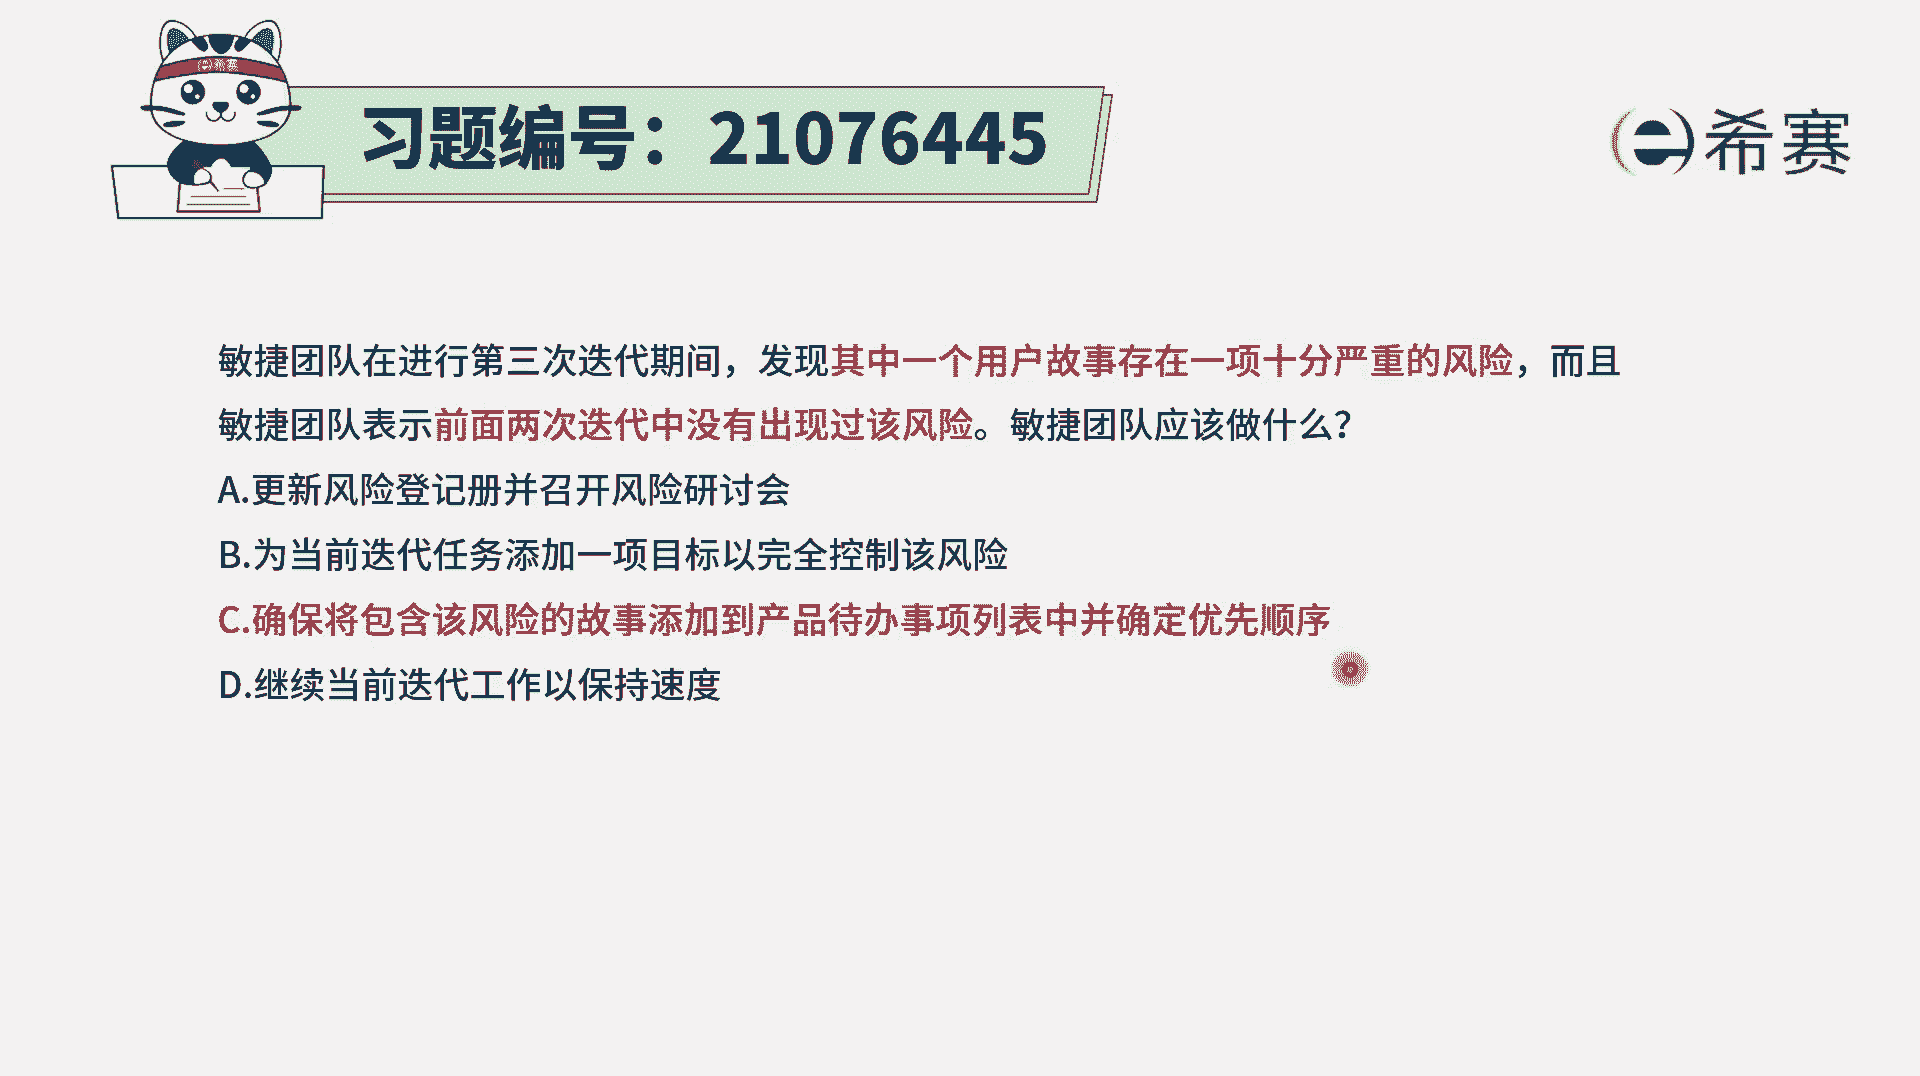 习题编号：21076445
希赛
敏捷团队在进行第三次迭代期间，发现其中一个用户故事存在一项十分严重的风险，而且
敏捷团队表示前面两次迭代中没有出现过该风险。敏捷团队应该做什么？
A.更新风险登记册并召开风险研讨会
B.为当前迭代任务添加一项目标以完全控制该风险
C.确保将包含该风险的故事添加到产品待办事项列表中并确定优先顺序
D.继续当前迭代工作以保持速度